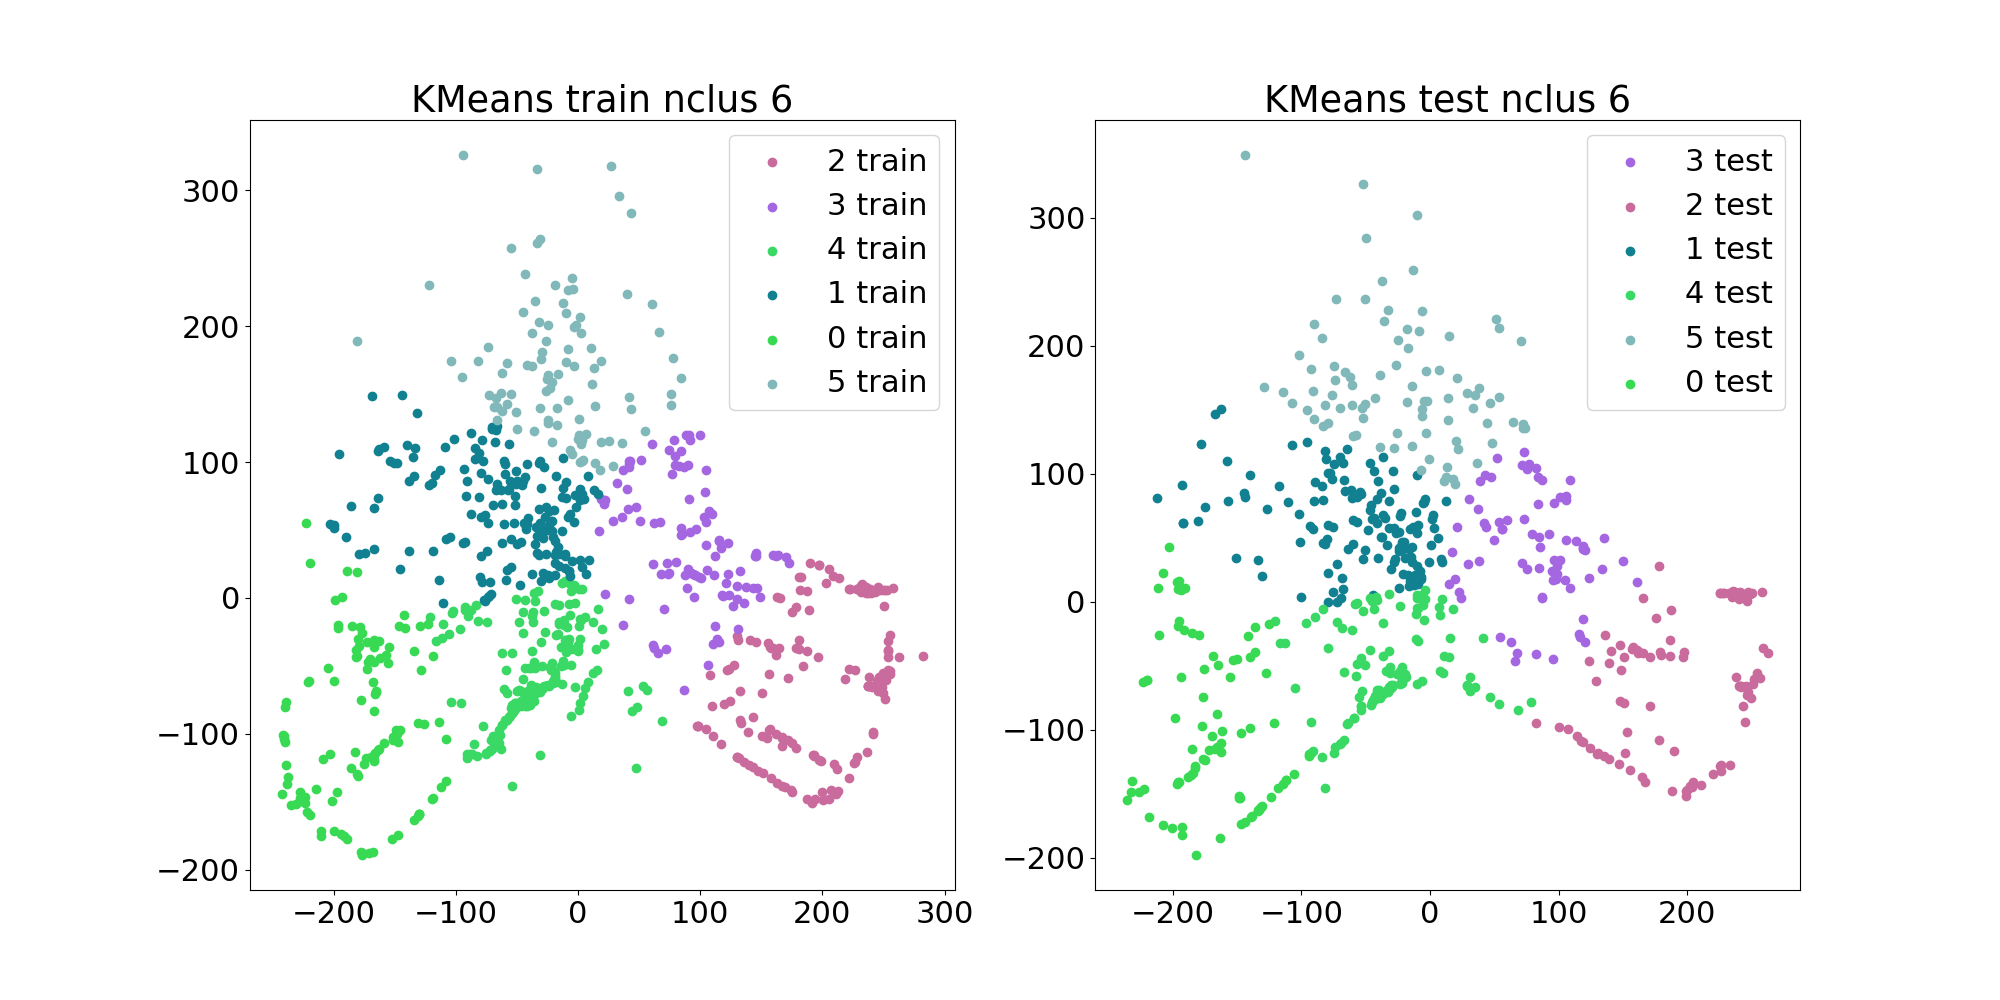 KMeans train nclus 6
300
200
100
0
−100
−200
−200 −100 0 100 200 300
2 train
3 train
4 train
1 train
0 train
5 train
KMeans test nclus 6
300
200
100
0
−100
−200
−200 −100 0 100 200
3 test
2 test
1 test
4 test
5 test
0 test